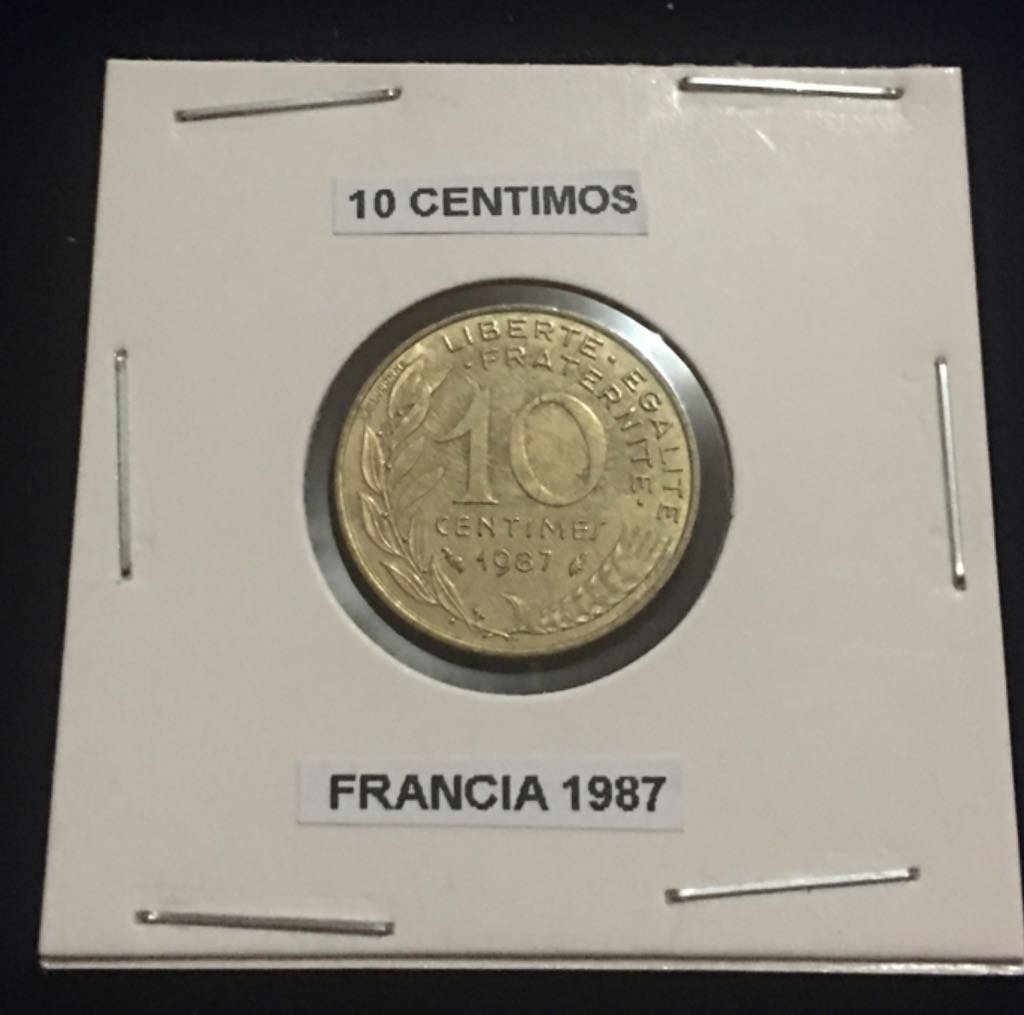 10 CENTIMOS
LIBERTE · EGALITE
· FRATERNITE ·
10
CENTIMES
1987
FRANCIA 1987